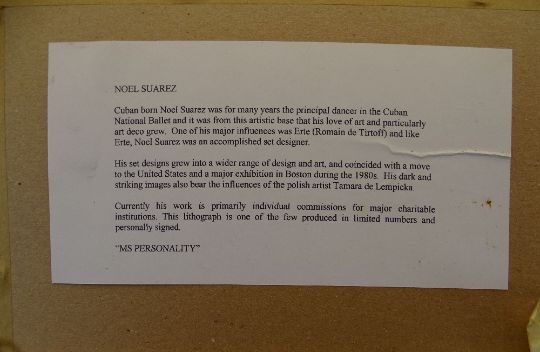 NOEL SUAREZ
Cuban born Noel Suarez was for many years the principal dancer in the Cuban
National Ballet and it was from this artistic base that his love of art and particularly
art deco grew. One of his major influences was Erte (Romain de Tirtoff) and like
Erte, Noel Suarez was an accomplished set designer.
His set designs grew into a wider range of design and art, and coincided with a move
to the United States and a major exhibition in Boston during the 1980s. His dark and
striking images also bear the influences of the polish artist Tamara de Lempicka
Currently his work is primarily individual commissions for major charitable
institutions. This lithograph is one of the few produced in limited numbers and
personally signed.
"MS PERSONALITY"